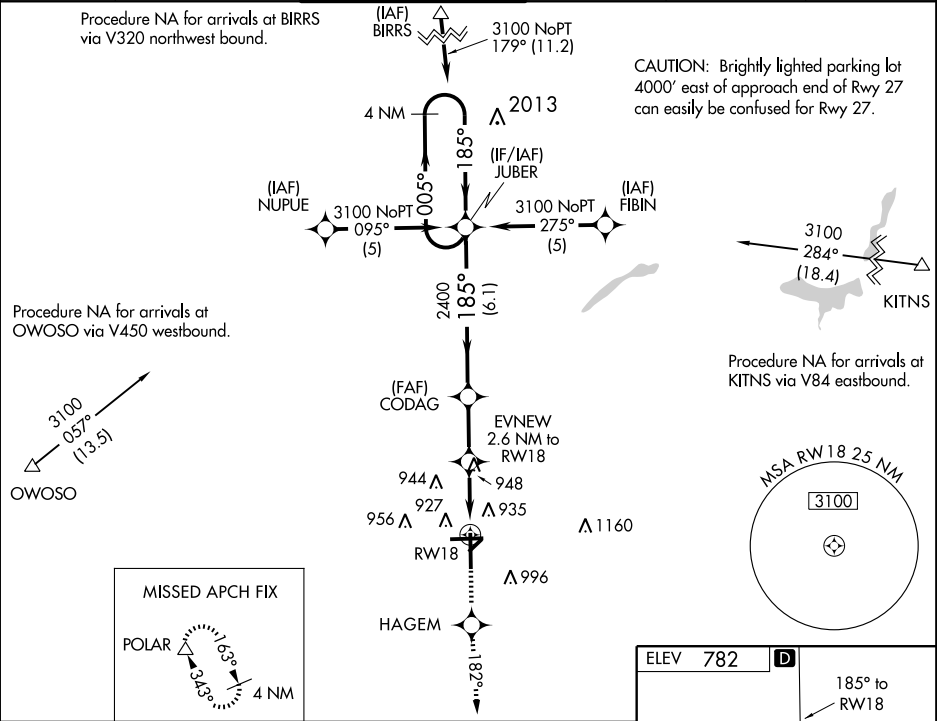 Procedure NA for arrivals at BIRRS
via V320 northwest bound.
(IAF)
BIRRS
3100 NoPT
179° (11.2)
CAUTION: Brightly lighted parking lot
4000' east of approach end of Rwy 27
can easily be confused for Rwy 27.
4 NM
2013
185°
005°
(IF/IAF)
JUBER
(IAF)
NUPUE
3100 NoPT
095°
(5)
3100 NoPT
275°
(5)
(IAF)
FIBIN
3100
284°
(18.4)
KITNS
2400
185°
(6.1)
Procedure NA for arrivals at
OWOSO via V450 westbound.
Procedure NA for arrivals at
KITNS via V84 eastbound.
3100
057°
(13.5)
OWOSO
(FAF)
CODAG
EVNEW
2.6 NM to
RW18
944
948
927
935
956
1160
RW18
996
MSA RW18 25 NM
3100
HAGEM
182°
MISSED APCH FIX
POLAR
163°
343°
4 NM
ELEV 782 D
185° to
RW18